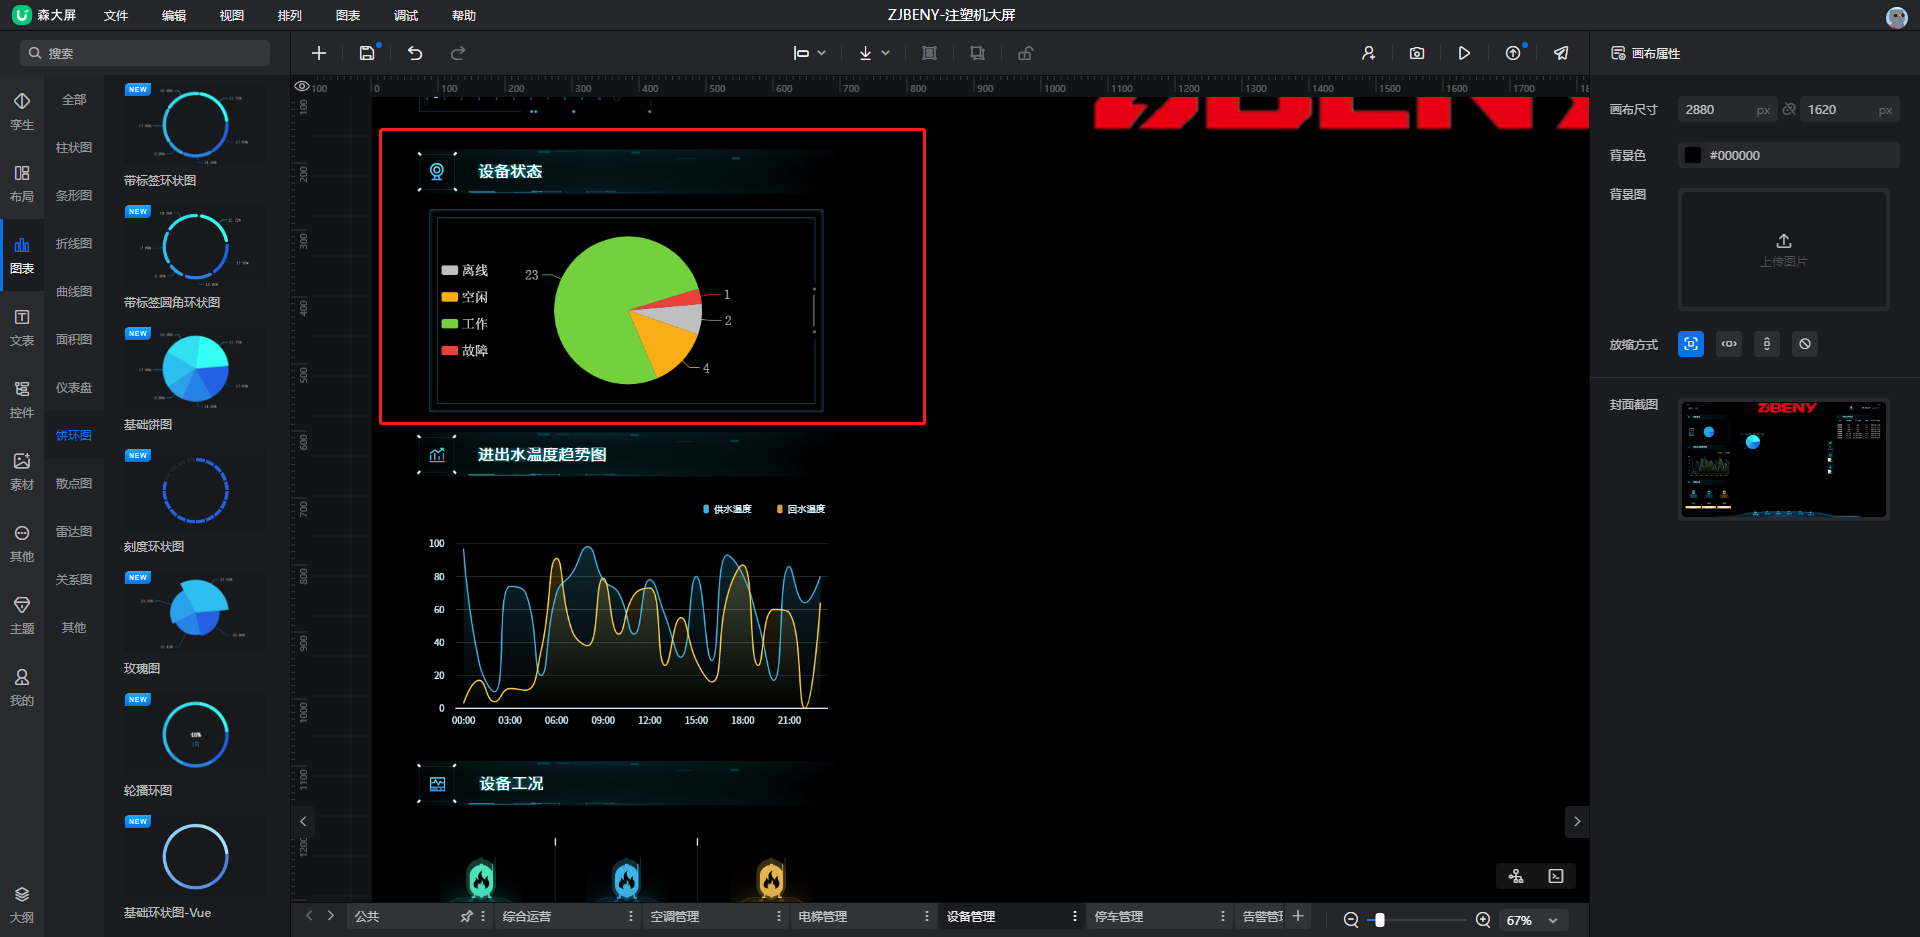 森大屏 文件 编辑 视图 排列 图表 调试 帮助 ZJBENY-注塑机大屏
搜索
画布属性
孪生
布局
图表
文表
控件
素材
其他
主题
我的
大纲
全部
柱状图
条形图
折线图
曲线图
面积图
仪表盘
饼环图
散点图
雷达图
关系图
其他
NEW
带标签环状图
NEW
带标签圆角环状图
NEW
基础饼图
NEW
刻度环状图
NEW
玫瑰图
NEW
轮播环图
NEW
基础环状图-Vue
100 0 100 200 300 400 500 600 700 800 900 1000 1100 1200 1300 1400 1500 1600 1700
100
200
300
400
500
600
700
800
900
1000
1100
1200
设备状态
离线
空闲
工作
故障
23
1
2
4
进出水温度趋势图
供水温度 回水温度
100
80
60
40
20
0
00:00 03:00 06:00 09:00 12:00 15:00 18:00 21:00
设备工况
公共 综合运营 空调管理 电梯管理 设备管理 停车管理 告警管
67%
画布尺寸 2880 px 1620 px
背景色 #000000
背景图
上传图片
放缩方式
封面截图
ZJBENY